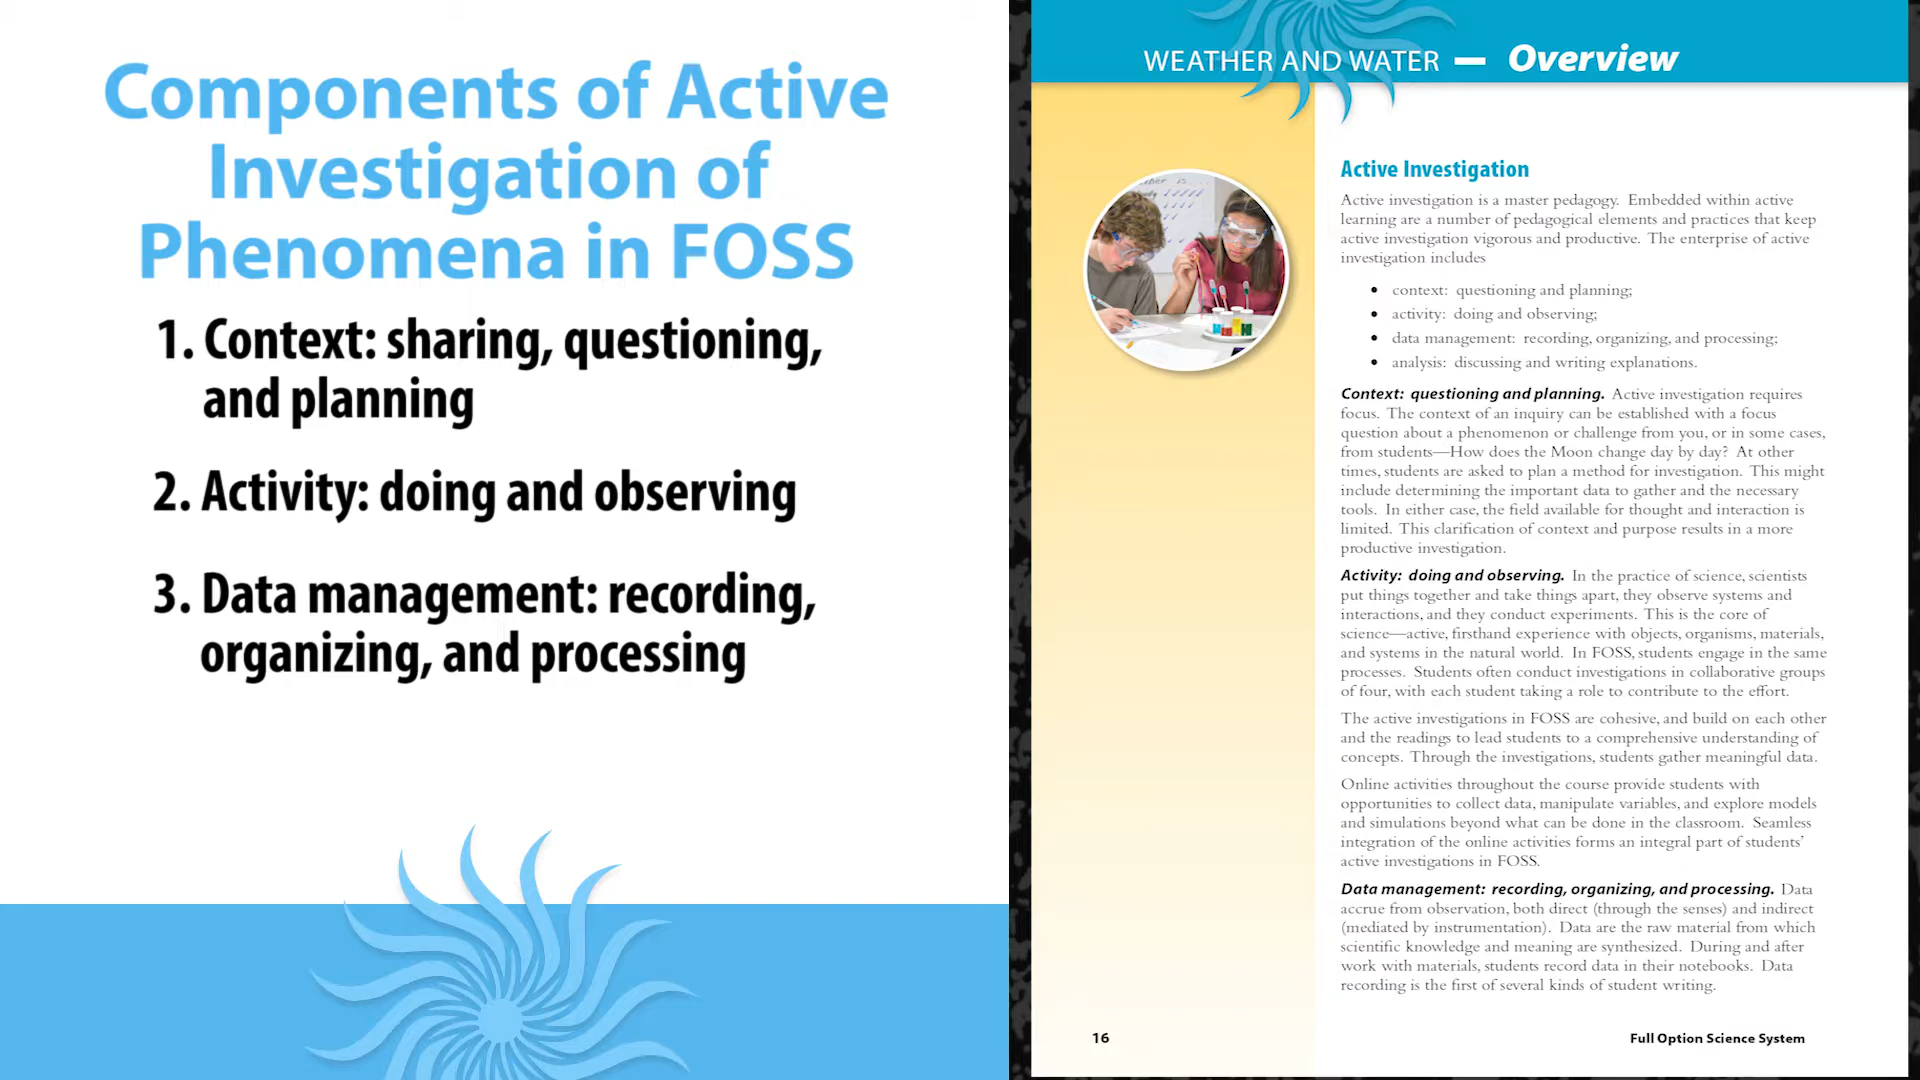 Components of Active
Investigation of
Phenomena in FOSS
1. Context: sharing, questioning,
and planning
2. Activity: doing and observing
3. Data management: recording,
organizing, and processing
WEATHER AND WATER — Overview
Active Investigation
Active investigation is a master pedagogy. Embedded within active
learning are a number of pedagogical elements and practices that keep
active investigation vigorous and productive. The enterprise of active
investigation includes
• context: questioning and planning;
• activity: doing and observing;
• data management: recording, organizing, and processing;
• analysis: discussing and writing explanations.
Context: questioning and planning. Active investigation requires
focus. The context of an inquiry can be established with a focus
question about a phenomenon or challenge from you, or in some cases,
from students—How does the Moon change day by day? At other
times, students are asked to plan a method for investigation. This might
include determining the important data to gather and the necessary
tools. In either case, the field available for thought and interaction is
limited. This clarification of context and purpose results in a more
productive investigation.
Activity: doing and observing. In the practice of science, scientists
put things together and take things apart, they observe systems and
interactions, and they conduct experiments. This is the core of
science—active, firsthand experience with objects, organisms, materials,
and systems in the natural world. In FOSS, students engage in the same
processes. Students often conduct investigations in collaborative groups
of four, with each student taking a role to contribute to the effort.
The active investigations in FOSS are cohesive, and build on each other
and the readings to lead students to a comprehensive understanding of
concepts. Through the investigations, students gather meaningful data.
Online activities throughout the course provide students with
opportunities to collect data, manipulate variables, and explore models
and simulations beyond what can be done in the classroom. Seamless
integration of the online activities forms an integral part of students’
active investigations in FOSS.
Data management: recording, organizing, and processing. Data
accrue from observation, both direct (through the senses) and indirect
(mediated by instrumentation). Data are the raw material from which
scientific knowledge and meaning are synthesized. During and after
work with materials, students record data in their notebooks. Data
recording is the first of several kinds of student writing.
16
Full Option Science System